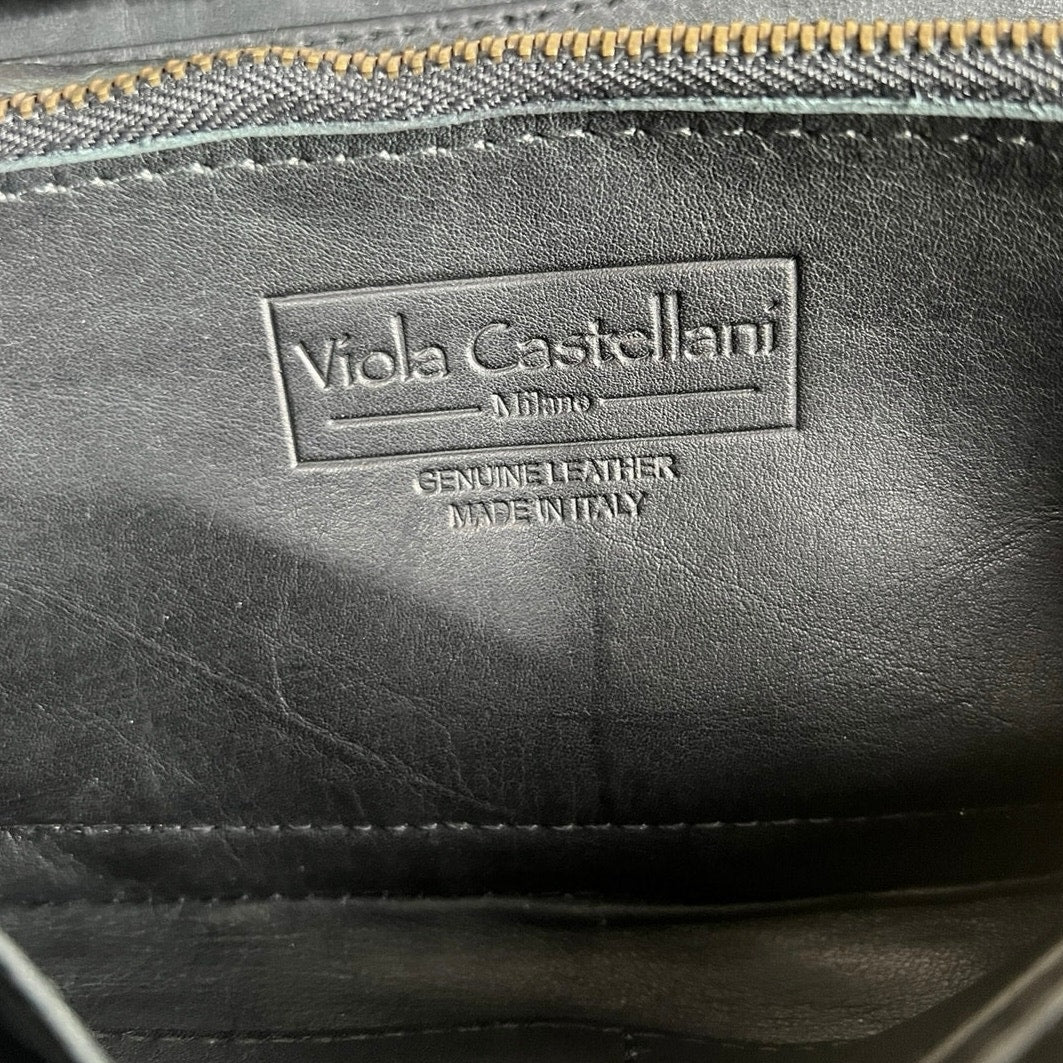 Viola Castellani
Milano
GENUINE LEATHER
MADE IN ITALY